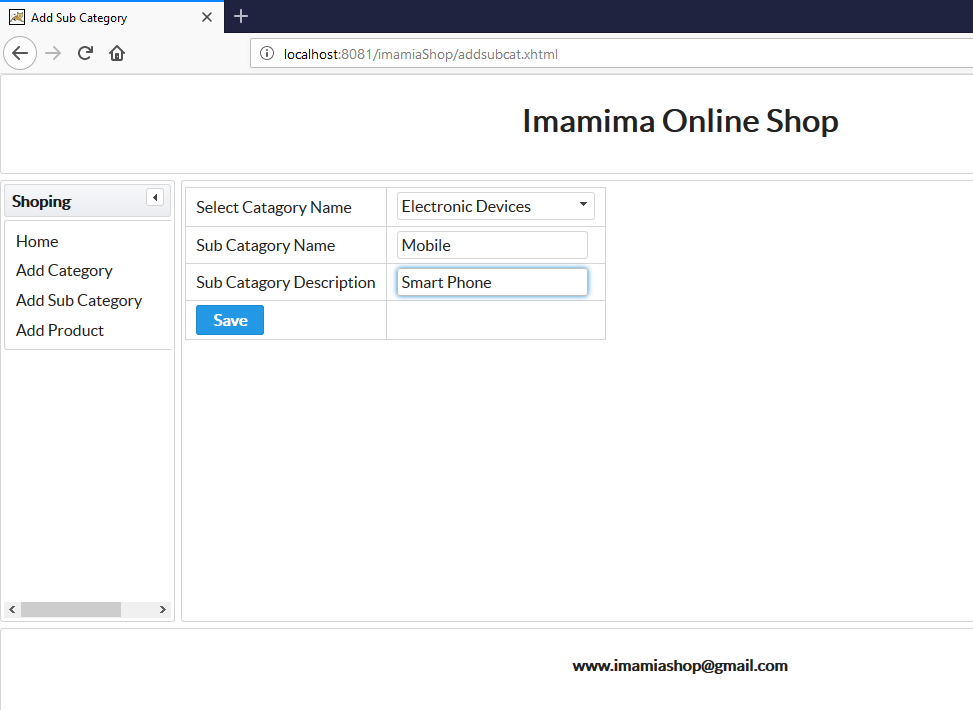 Add Sub Category
localhost:8081/imamiaShop/addsubcat.xhtml
Imamima Online Shop
Shoping
Home
Add Category
Add Sub Category
Add Product
Select Catagory Name Electronic Devices
Sub Catagory Name Mobile
Sub Catagory Description Smart Phone
Save
www.imamiashop@gmail.com